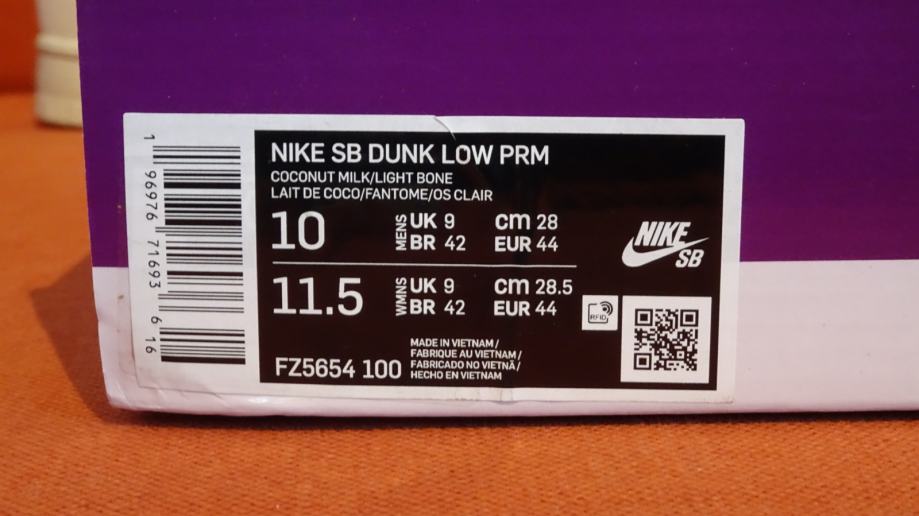 NIKE SB DUNK LOW PRM
COCONUT MILK/LIGHT BONE
LAIT DE COCO/FANTOME/OS CLAIR
10 MENS UK 9 cm 28
BR 42 EUR 44
11.5 WMNS UK 9 cm 28.5
BR 42 EUR 44
FZ5654 100
MADE IN VIETNAM/
FABRIQUE AU VIETNAM/
FABRICADO NO VIETNÃ/
HECHO EN VIETNAM
NIKE
SB
RFID
1 96976 71693 6 16